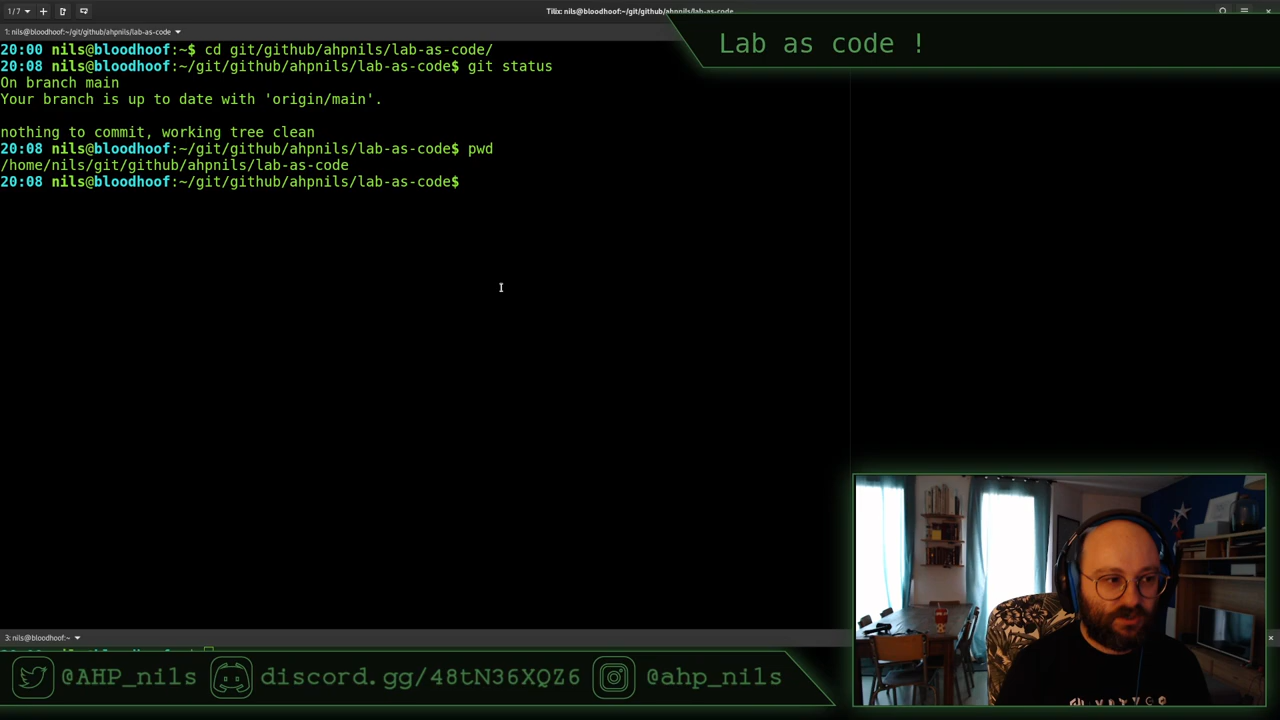 1/7
Tilix: nils@bloodhoof:~/git/github/ahpnils/lab-as-code
1: nils@bloodhoof:~/git/github/ahpnils/lab-as-code
Lab as code !
20:00 nils@bloodhoof:~$ cd git/github/ahpnils/lab-as-code/
20:08 nils@bloodhoof:~/git/github/ahpnils/lab-as-code$ git status
On branch main
Your branch is up to date with 'origin/main'.
nothing to commit, working tree clean
20:08 nils@bloodhoof:~/git/github/ahpnils/lab-as-code$ pwd
/home/nils/git/github/ahpnils/lab-as-code
20:08 nils@bloodhoof:~/git/github/ahpnils/lab-as-code$
3: nils@bloodhoof:~
@AHP_nils discord.gg/48tN36XQZ6 @ahp_nils